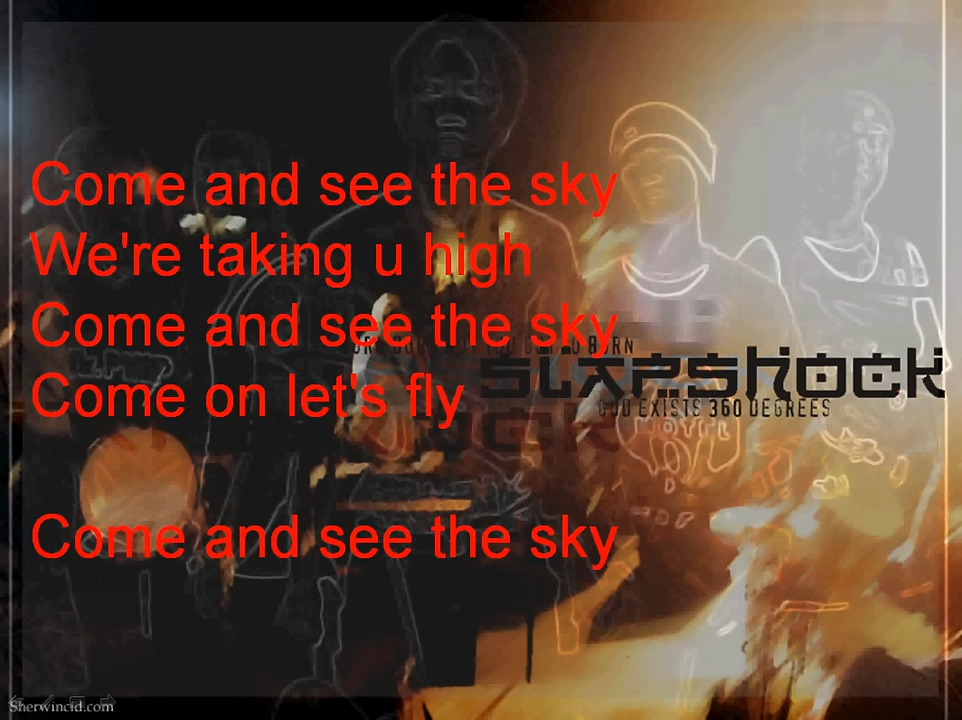 Come and see the sky
We're taking u high
Come and see the sky
Come on let's fly
SLAPSHOCK
GOD EXISTS 360 DEGREES
Come and see the sky
Sherwincid.com